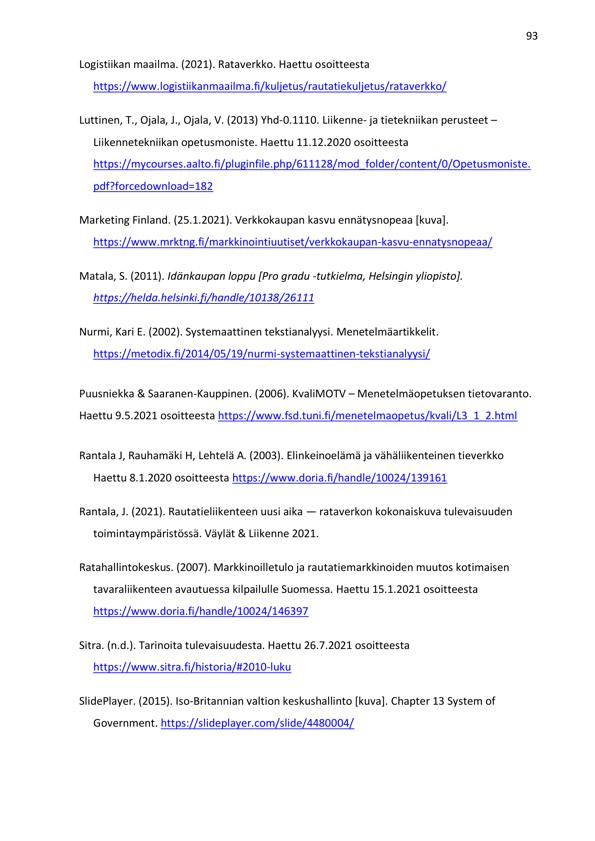 93
Logistiikan maailma. (2021). Rataverkko. Haettu osoitteesta
https://www.logistiikanmaailma.fi/kuljetus/rautatiekuljetus/rataverkko/
Luttinen, T., Ojala, J., Ojala, V. (2013) Yhd-0.1110. Liikenne- ja tietekniikan perusteet –
Liikennetekniikan opetusmoniste. Haettu 11.12.2020 osoitteesta
https://mycourses.aalto.fi/pluginfile.php/611128/mod_folder/content/0/Opetusmoniste.
pdf?forcedownload=182
Marketing Finland. (25.1.2021). Verkkokaupan kasvu ennätysnopeaa [kuva].
https://www.mrktng.fi/markkinointiuutiset/verkkokaupan-kasvu-ennatysnopeaa/
Matala, S. (2011). Idänkaupan loppu [Pro gradu -tutkielma, Helsingin yliopisto].
https://helda.helsinki.fi/handle/10138/26111
Nurmi, Kari E. (2002). Systemaattinen tekstianalyysi. Menetelmäartikkelit.
https://metodix.fi/2014/05/19/nurmi-systemaattinen-tekstianalyysi/
Puusniekka & Saaranen-Kauppinen. (2006). KvaliMOTV – Menetelmäopetuksen tietovaranto.
Haettu 9.5.2021 osoitteesta https://www.fsd.tuni.fi/menetelmaopetus/kvali/L3_1_2.html
Rantala J, Rauhamäki H, Lehtelä A. (2003). Elinkeinoelämä ja vähäliikenteinen tieverkko
Haettu 8.1.2020 osoitteesta https://www.doria.fi/handle/10024/139161
Rantala, J. (2021). Rautatieliikenteen uusi aika — rataverkon kokonaiskuva tulevaisuuden
toimintaympäristössä. Väylät & Liikenne 2021.
Ratahallintokeskus. (2007). Markkinoilletulo ja rautatiemarkkinoiden muutos kotimaisen
tavaraliikenteen avautuessa kilpailulle Suomessa. Haettu 15.1.2021 osoitteesta
https://www.doria.fi/handle/10024/146397
Sitra. (n.d.). Tarinoita tulevaisuudesta. Haettu 26.7.2021 osoitteesta
https://www.sitra.fi/historia/#2010-luku
SlidePlayer. (2015). Iso-Britannian valtion keskushallinto [kuva]. Chapter 13 System of
Government. https://slideplayer.com/slide/4480004/